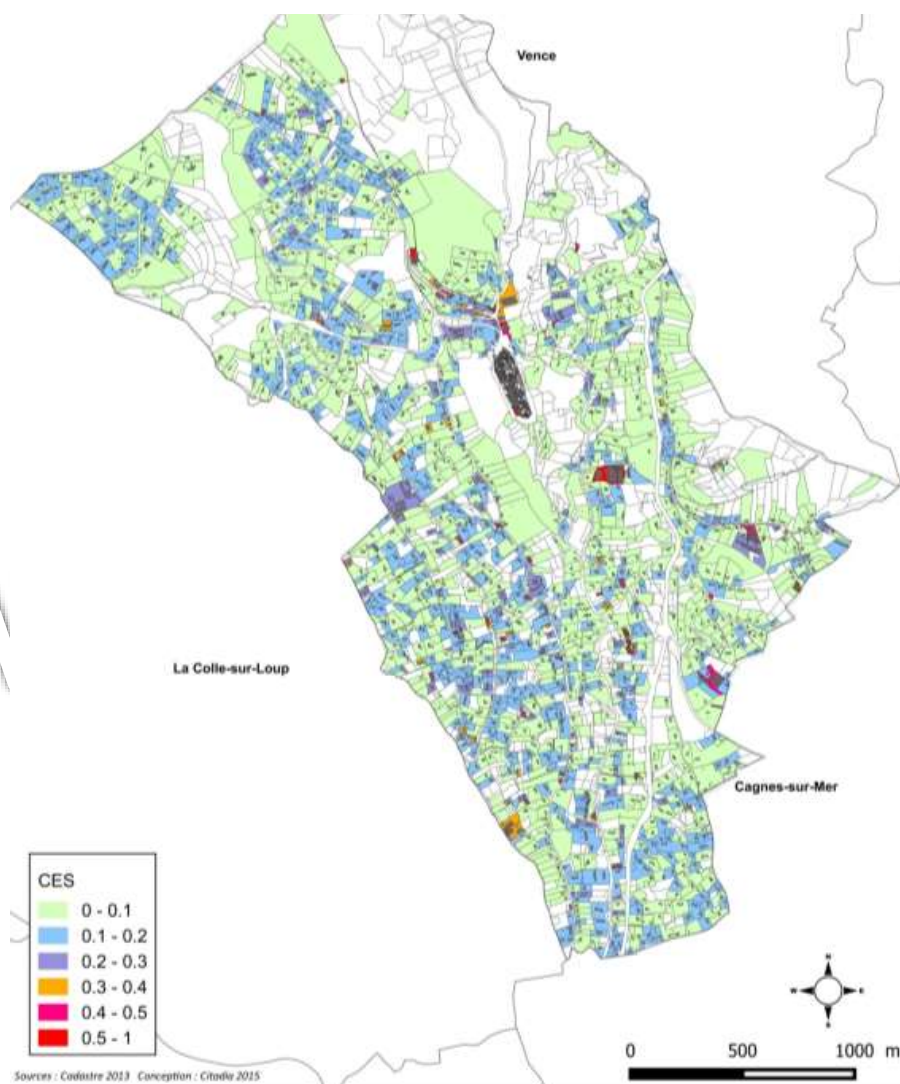 Vence
La Colle-sur-Loup
Cagnes-sur-Mer
CES
0 - 0.1
0.1 - 0.2
0.2 - 0.3
0.3 - 0.4
0.4 - 0.5
0.5 - 1
N
W E
S
0 500 1000 m
Sources : Cadastre 2013 Conception : Citadia 2015